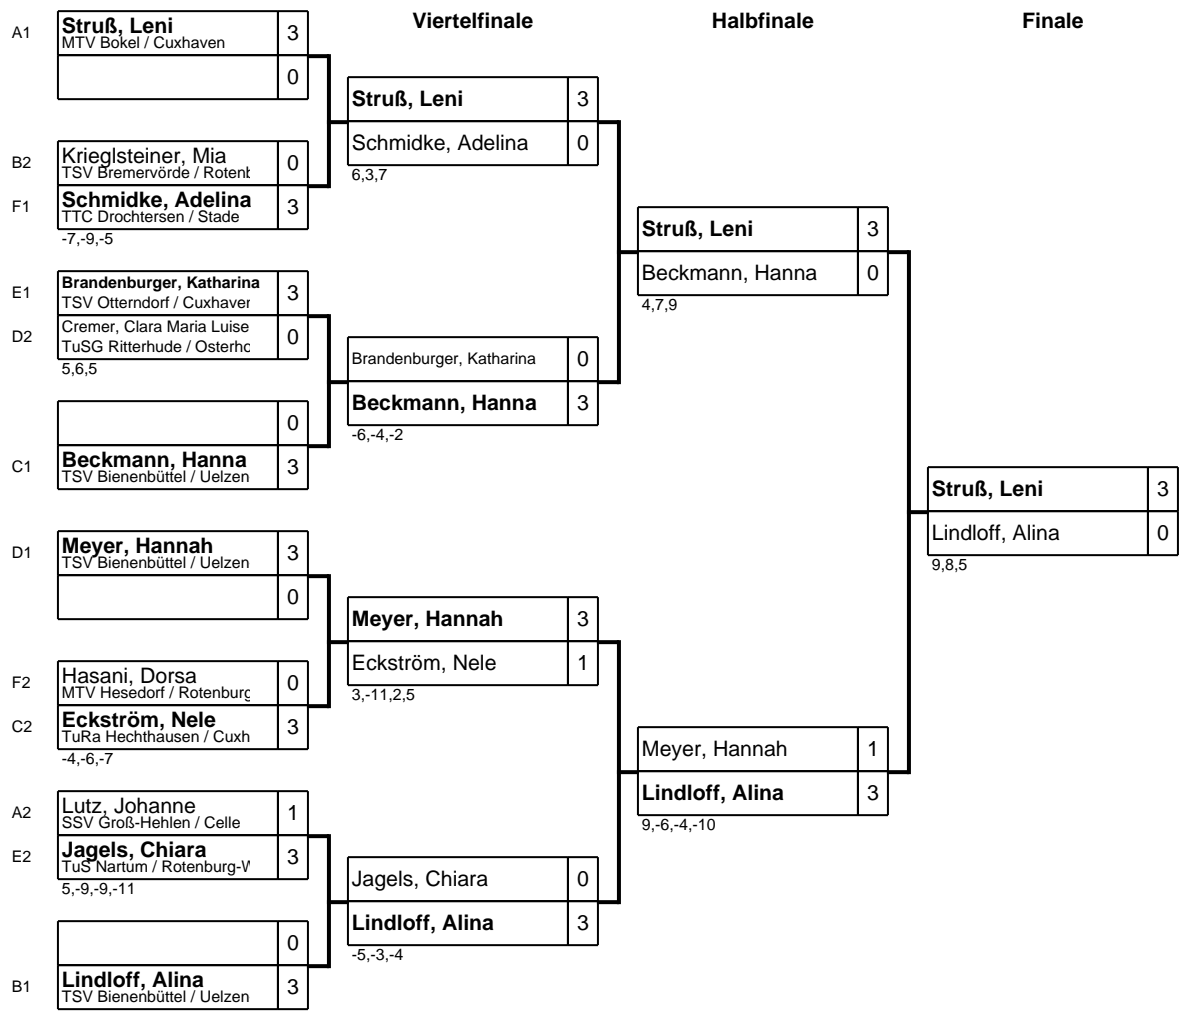 Viertelfinale
Halbfinale
Finale
A1
Struß, Leni
3
MTV Bokel / Cuxhaven
0
B2
Krieglsteiner, Mia
0
TSV Bremervörde / Rotenb
F1
Schmidke, Adelina
3
TTC Drochtersen / Stade
-7,-9,-5
E1
Brandenburger, Katharina
3
TSV Otterndorf / Cuxhaven
D2
Cremer, Clara Maria Luise
0
TuSG Ritterhude / Osterho
5,6,5
0
C1
Beckmann, Hanna
3
TSV Bienenbüttel / Uelzen
D1
Meyer, Hannah
3
TSV Bienenbüttel / Uelzen
0
F2
Hasani, Dorsa
0
MTV Hesedorf / Rotenburg
C2
Eckström, Nele
3
TuRa Hechthausen / Cuxh
-4,-6,-7
A2
Lutz, Johanne
1
SSV Groß-Hehlen / Celle
E2
Jagels, Chiara
3
TuS Nartum / Rotenburg-W
5,-9,-9,-11
0
B1
Lindloff, Alina
3
TSV Bienenbüttel / Uelzen
Struß, Leni
3
Schmidke, Adelina
0
6,3,7
Brandenburger, Katharina
0
Beckmann, Hanna
3
-6,-4,-2
Meyer, Hannah
3
Eckström, Nele
1
3,-11,2,5
Jagels, Chiara
0
Lindloff, Alina
3
-5,-3,-4
Struß, Leni
3
Beckmann, Hanna
0
4,7,9
Meyer, Hannah
1
Lindloff, Alina
3
9,-6,-4,-10
Struß, Leni
3
Lindloff, Alina
0
9,8,5